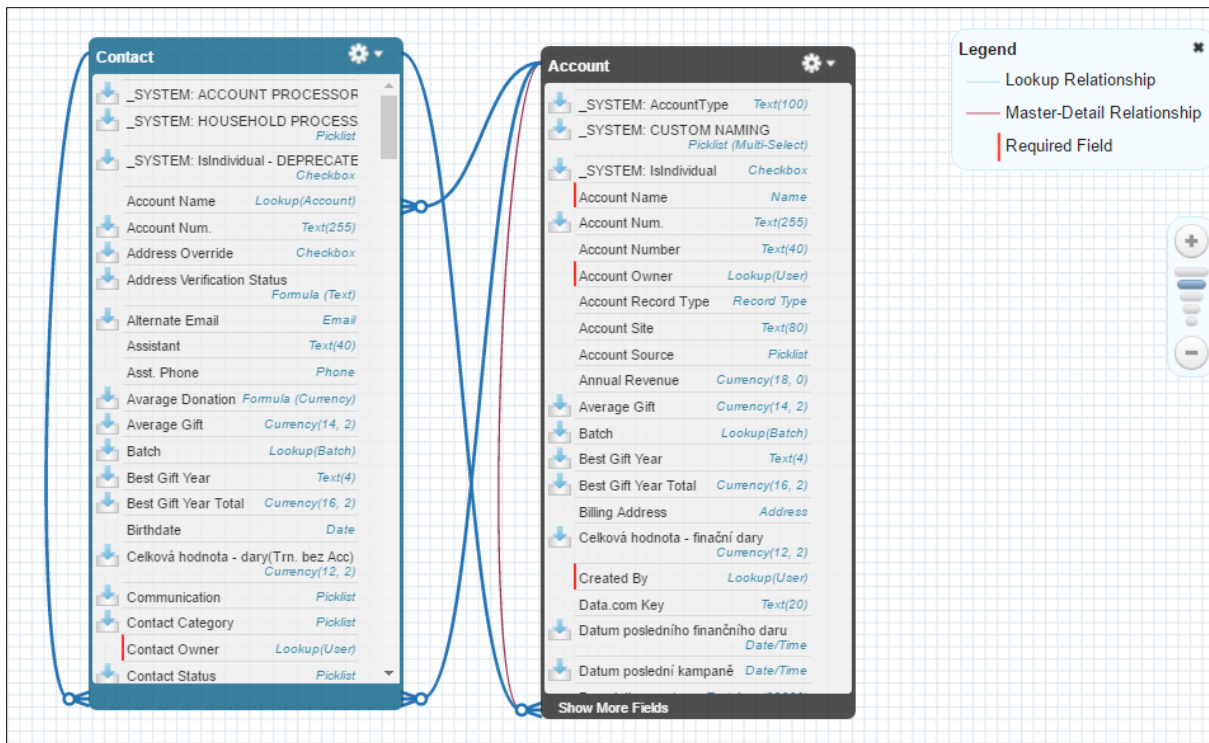 Contact
_SYSTEM: ACCOUNT PROCESSOR
_SYSTEM: HOUSEHOLD PROCESS
Picklist
_SYSTEM: IsIndividual - DEPRECATE
Checkbox
Account Name Lookup(Account)
Account Num. Text(255)
Address Override Checkbox
Address Verification Status
Formula (Text)
Alternate Email Email
Assistant Text(40)
Asst. Phone Phone
Avarage Donation Formula (Currency)
Average Gift Currency(14, 2)
Batch Lookup(Batch)
Best Gift Year Text(4)
Best Gift Year Total Currency(16, 2)
Birthdate Date
Celková hodnota - dary(Trn. bez Acc)
Currency(12, 2)
Communication Picklist
Contact Category Picklist
Contact Owner Lookup(User)
Contact Status Picklist
Account
_SYSTEM: AccountType Text(100)
_SYSTEM: CUSTOM NAMING
Picklist (Multi-Select)
_SYSTEM: IsIndividual Checkbox
Account Name Name
Account Num. Text(255)
Account Number Text(40)
Account Owner Lookup(User)
Account Record Type Record Type
Account Site Text(80)
Account Source Picklist
Annual Revenue Currency(18, 0)
Average Gift Currency(14, 2)
Batch Lookup(Batch)
Best Gift Year Text(4)
Best Gift Year Total Currency(16, 2)
Billing Address Address
Celková hodnota - finační dary
Currency(12, 2)
Created By Lookup(User)
Data.com Key Text(20)
Datum posledního finančního daru
Date/Time
Datum poslední kampaně Date/Time
Show More Fields
Legend
Lookup Relationship
Master-Detail Relationship
Required Field